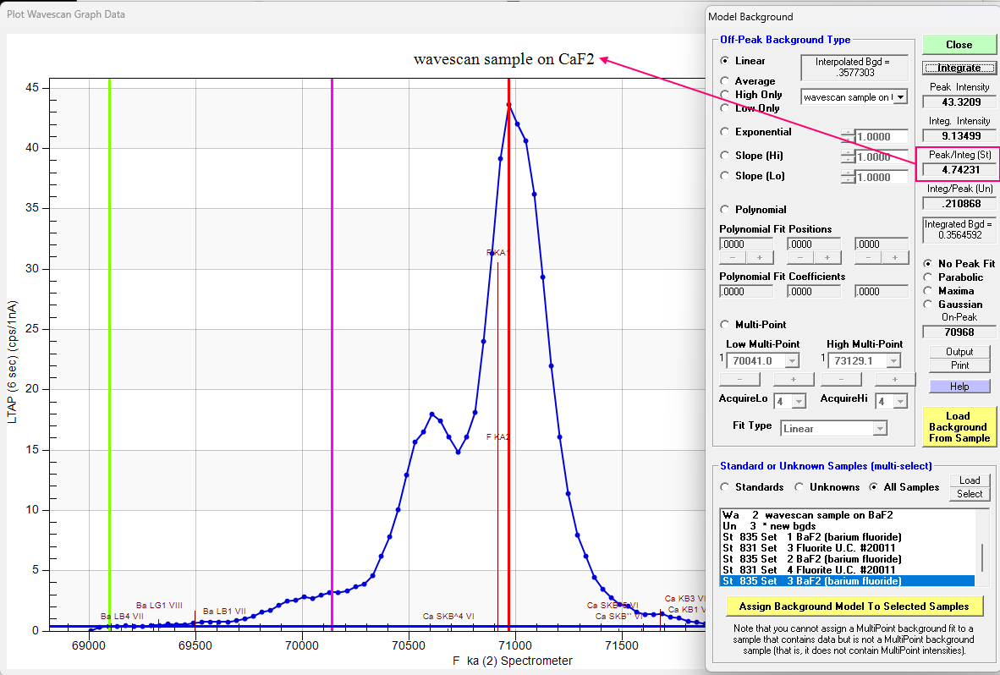 Plot Wavescan Graph Data
wavescan sample on CaF2
45
40
35
30
25
20
15
10
5
0
LTAP (6 sec) (cps/1nA)
F KA1
F KA2
Ba LB4 VII
Ba LG1 VIII
Ba LB1 VII
Ca SKB^4 VI
Ca SKB^5 VI
Ca SKB'' VI
Ca KB3 VI
Ca KB1 V
69000 69500 70000 70500 71000 71500
F ka (2) Spectrometer
Model Background
Off-Peak Background Type
Linear
Average
High Only
Low Only
Interpolated Bgd =
.3577303
wavescan sample on
Exponential 1.0000
Slope (Hi) 1.0000
Slope (Lo) 1.0000
Polynomial
Polynomial Fit Positions
.0000 .0000 .0000
- + - + - +
Polynomial Fit Coefficients
.0000 .0000 .0000
Multi-Point
Low Multi-Point High Multi-Point
1 70041.0 1 73129.1
- + - +
AcquireLo 4 AcquireHi 4
Fit Type Linear
Close
Integrate
Peak Intensity
43.3209
Integ. Intensity
9.13499
Peak/Integ (St)
4.74231
Integ/Peak (Un)
.210868
Integrated Bgd =
0.3564592
No Peak Fit
Parabolic
Maxima
Gaussian
On-Peak
70968
Output
Print
Help
Load
Background
From Sample
Standard or Unknown Samples (multi-select)
Standards Unknowns All Samples
Load
Select
Wa 2 wavescan sample on BaF2
Un 3 * new bgds
St 835 Set 1 BaF2 (barium fluoride)
St 831 Set 3 Fluorite U.C. #20011
St 835 Set 2 BaF2 (barium fluoride)
St 831 Set 4 Fluorite U.C. #20011
St 835 Set 3 BaF2 (barium fluoride)
Assign Background Model To Selected Samples
Note that you cannot assign a MultiPoint background fit to a
sample that contains data but is not a MultiPoint background
sample (that is, it does not contain MultiPoint intensities).